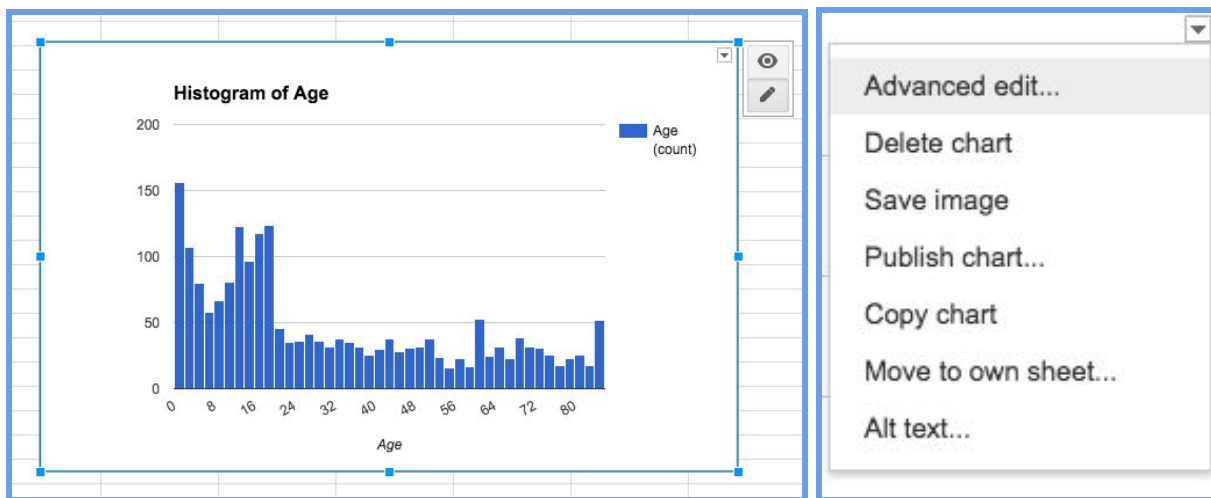 Histogram of Age
200
150
100
50
0
Age
(count)
0 8 16 24 32 40 48 56 64 72 80
Age
Advanced edit...
Delete chart
Save image
Publish chart...
Copy chart
Move to own sheet...
Alt text...